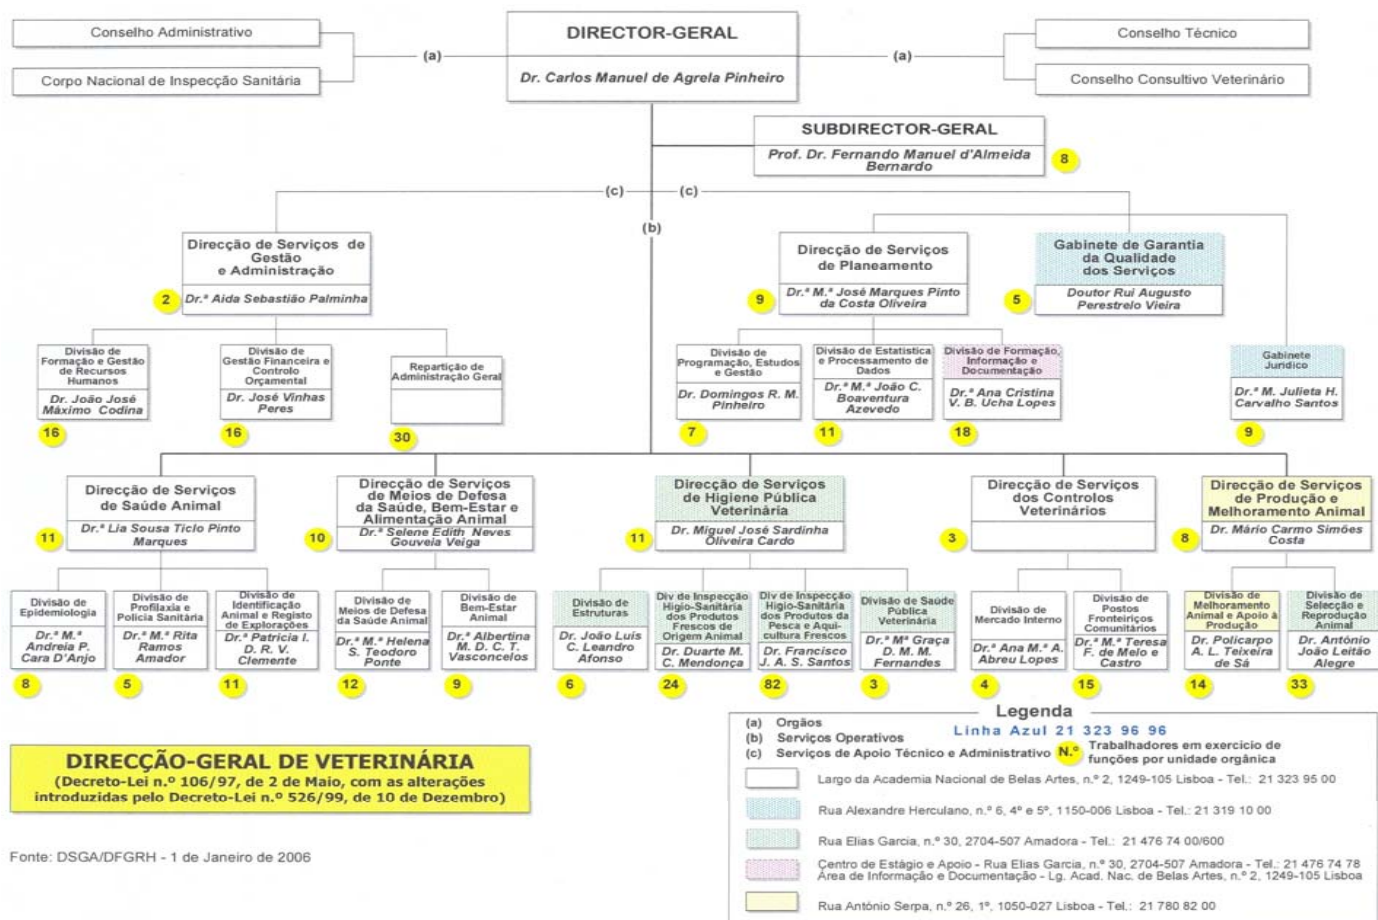 Conselho Administrativo
Corpo Nacional de Inspecção Sanitária
(a)
DIRECTOR-GERAL
Dr. Carlos Manuel de Agrela Pinheiro
(a)
Conselho Técnico
Conselho Consultivo Veterinário
SUBDIRECTOR-GERAL
Prof. Dr. Fernando Manuel d'Almeida
Bernardo
8
(c)
(c)
(b)
Direcção de Serviços de
Gestão
e Administração
Dr.ª Aida Sebastião Palminha
2
Direcção de Serviços
de Planeamento
Dr.ª M.ª José Marques Pinto
da Costa Oliveira
9
Gabinete de Garantia
da Qualidade
dos Serviços
Doutor Rui Augusto
Perestrelo Vieira
5
Divisão de
Formação e Gestão
de Recursos
Humanos
Dr. João José
Máximo Codina
16
Divisão de
Gestão Financeira e
Controlo
Orçamental
Dr. José Vinhas
Peres
16
Repartição de
Administração Geral
30
Divisão de
Programação, Estudos
e Gestão
Dr. Domingos R. M.
Pinheiro
7
Divisão de Estatistica
e Processamento de
Dados
Dr.ª M.ª João C.
Boaventura
Azevedo
11
Divisão de Formação,
Informação e
Documentação
Dr.ª Ana Cristina
V. B. Ucha Lopes
18
Gabinete
Jurídico
Dr.ª M. Julieta H.
Carvalho Santos
9
Direcção de Serviços
de Saúde Animal
Dr.ª Lia Sousa Ticlo Pinto
Marques
11
Direcção de Serviços
de Meios de Defesa
da Saúde, Bem-Estar e
Alimentação Animal
Dr.ª Selene Edith Neves
Gouveia Veiga
10
Direcção de Serviços
de Higiene Pública
Veterinária
Dr. Miguel José Sardinha
Oliveira Cardo
11
Direcção de Serviços
dos Controlos
Veterinários
3
Direcção de Serviços
de Produção e
Melhoramento Animal
Dr. Mário Carmo Simões
Costa
8
Divisão de
Epidemiologia
Dr.ª M.ª
Andreia P.
Cara D'Anjo
8
Divisão de
Profilaxia e
Policia Sanitária
Dr.ª M.ª Rita
Ramos
Amador
5
Divisão de
Identificação
Animal e Registo
de Explorações
Dr.ª Patricia I.
D. R. V.
Clemente
11
Divisão de
Meios de Defesa
da Saúde Animal
Dr.ª M.ª Helena
S. Teodoro
Ponte
12
Divisão de
Bem-Estar
Animal
Dr.ª Albertina
M. D. C. T.
Vasconcelos
9
Divisão de
Estruturas
Dr. João Luís
C. Leandro
Afonso
6
Div de Inspecção
Higio-Sanitária
dos Produtos
Frescos de
Origem Animal
Dr. Duarte M.
C. Mendonça
24
Div de Inspecção
Higio-Sanitária
dos Produtos da
Pesca e Aqui-
cultura Frescos
Dr. Francisco
J. A. S. Santos
82
Divisão de Saúde
Pública
Veterinária
Dr.ª Mª Graça
D. M. M.
Fernandes
3
Divisão de
Mercado Interno
Dr.ª Ana M.ª A.
Abreu Lopes
4
Divisão de
Postos
Fronteiriços
Comunitários
Dr.ª M.ª Teresa
F. de Melo e
Castro
15
Divisão de
Melhoramento
Animal e Apoio à
Produção
Dr. Policarpo
A. L. Teixeira
de Sá
14
Divisão de
Selecção e
Reprodução
Animal
Dr. António
João Leitão
Alegre
33
DIRECÇÃO-GERAL DE VETERINÁRIA
(Decreto-Lei n.º 106/97, de 2 de Maio, com as alterações
introduzidas pelo Decreto-Lei n.º 526/99, de 10 de Dezembro)
Fonte: DSGA/DFGRH - 1 de Janeiro de 2006
Legenda
(a) Orgãos
Linha Azul 21 323 96 96
(b) Serviços Operativos
(c) Serviços de Apoio Técnico e Administrativo
N.º Trabalhadores em exercício de
funções por unidade orgânica
Largo da Academia Nacional de Belas Artes, n.º 2, 1249-105 Lisboa - Tel.: 21 323 95 00
Rua Alexandre Herculano, n.º 6, 4º e 5º, 1150-006 Lisboa - Tel.: 21 319 10 00
Rua Elias Garcia, n.º 30, 2704-507 Amadora - Tel.: 21 476 74 00/600
Centro de Estágio e Apoio - Rua Elias Garcia, n.º 30, 2704-507 Amadora - Tel.: 21 476 74 78
Área de Informação e Documentação - Lg. Acad. Nac. de Belas Artes, n.º 2, 1249-105 Lisboa
Rua António Serpa, n.º 26, 1º, 1050-027 Lisboa - Tel.: 21 780 82 00